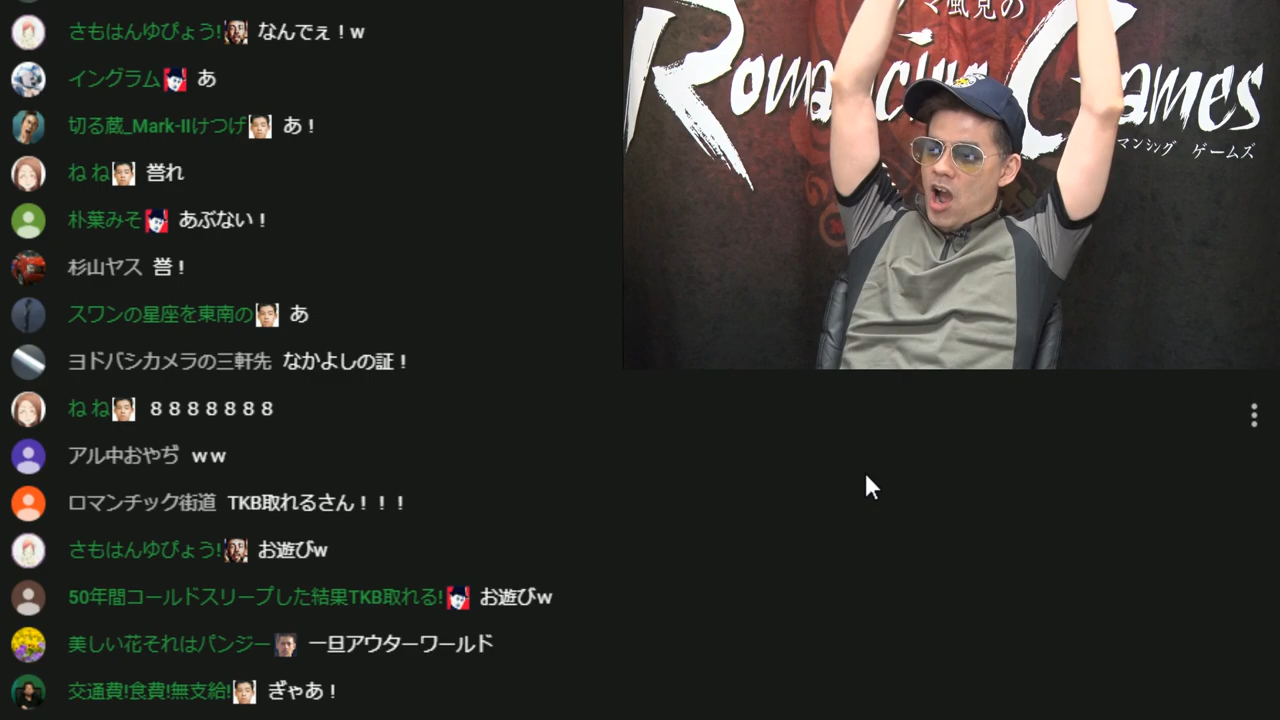 さもはんゆぴょう! なんでぇ！w
イングラム あ
切る蔵_Mark-IIけつげ あ！
ね ね 誉れ
朴葉みそ あぶない！
杉山ヤス 誉！
スワンの星座を東南の あ
ヨドバシカメラの三軒先 なかよしの証！
ね ね ８８８８８８８
アル中おやぢ ｗｗ
ロマンチック街道 TKB取れるさん！！！
さもはんゆぴょう! お遊びw
50年間コールドスリープした結果TKB取れる! お遊びｗ
美しい花それはパンジー 一旦アウターワールド
交通費!食費!無支給! ぎゃあ！
マ風見の
Romancing Games
マンシング ゲームズ